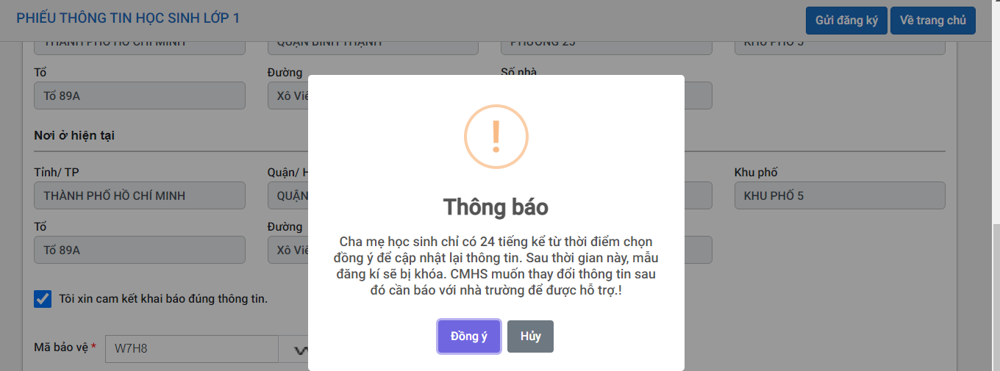 PHIẾU THÔNG TIN HỌC SINH LỚP 1
Gửi đăng ký Về trang chủ
THÀNH PHỐ HỒ CHÍ MINH QUẬN BÌNH THẠNH PHƯỜNG 25 KHU PHỐ 5
Tổ Đường Số nhà
Tổ 89A Xô Viế
Nơi ở hiện tại
Tỉnh/ TP Quận/ H Khu phố
THÀNH PHỐ HỒ CHÍ MINH QUẬN KHU PHỐ 5
Tổ Đường
Tổ 89A Xô Viế
Tôi xin cam kết khai báo đúng thông tin.
Mã bảo vệ * W7H8
!
Thông báo
Cha mẹ học sinh chỉ có 24 tiếng kể từ thời điểm chọn
đồng ý để cập nhật lại thông tin. Sau thời gian này, mẫu
đăng kí sẽ bị khóa. CMHS muốn thay đổi thông tin sau
đó cần báo với nhà trường để được hỗ trợ.!
Đồng ý Hủy